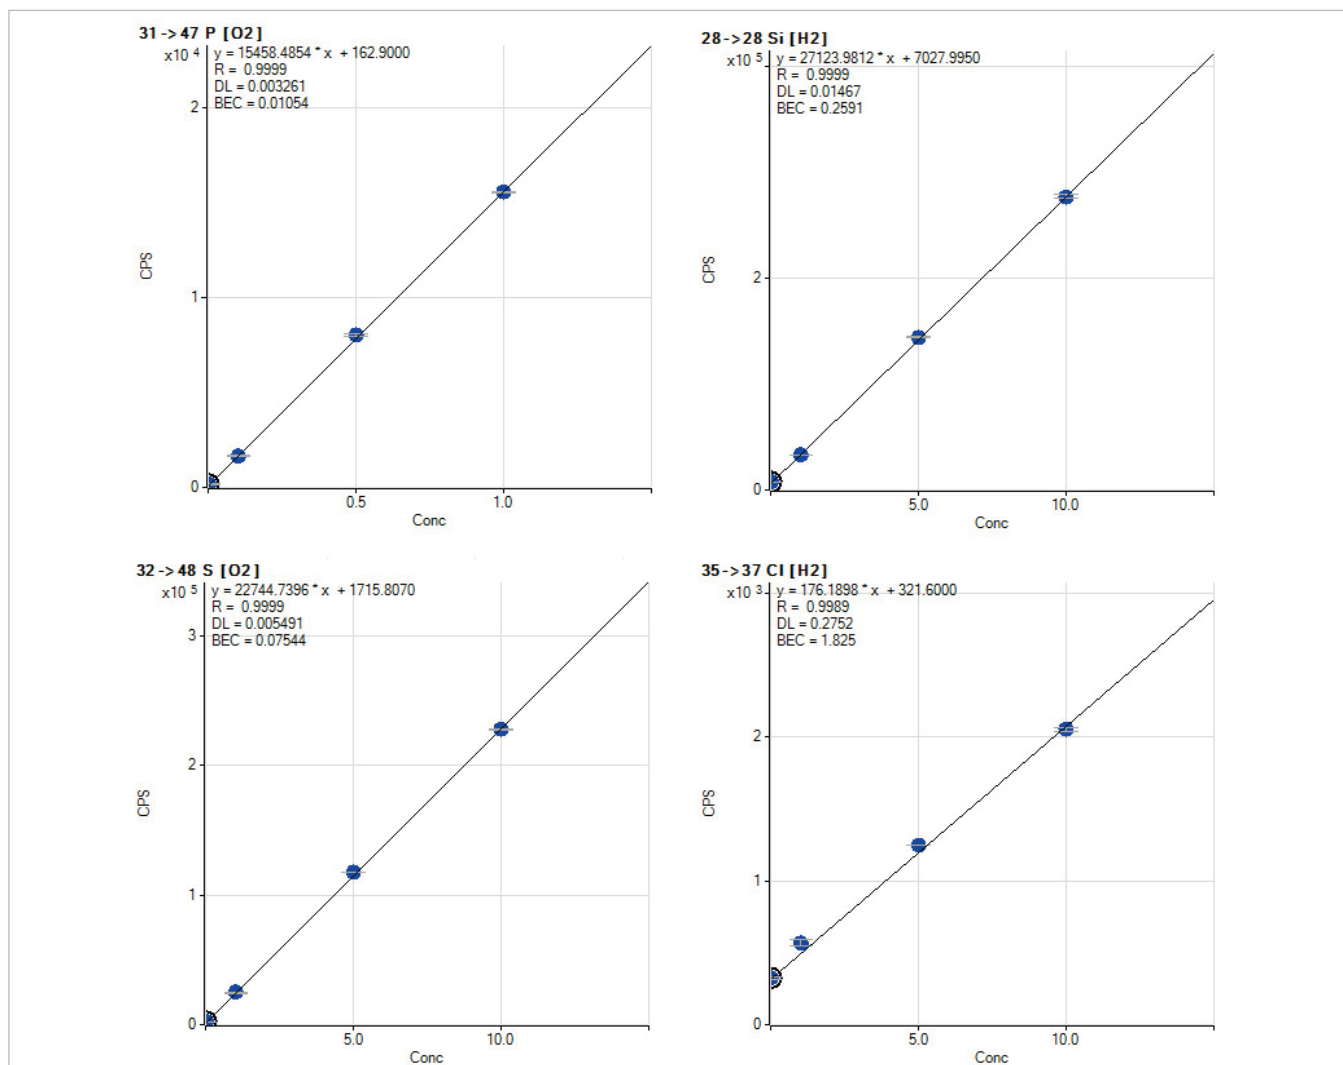 31->47 P [O2]
x10 4
y = 15458.4854 * x + 162.9000
R = 0.9999
DL = 0.003261
BEC = 0.01054
2
1
0
CPS
0.5
1.0
Conc
28->28 Si [H2]
x10 5
y = 27123.9812 * x + 7027.9950
R = 0.9999
DL = 0.01467
BEC = 0.2591
2
0
CPS
5.0
10.0
Conc
32->48 S [O2]
x10 5
y = 22744.7396 * x + 1715.8070
R = 0.9999
DL = 0.005491
BEC = 0.07544
3
2
1
0
CPS
5.0
10.0
Conc
35->37 Cl [H2]
x10 3
y = 176.1898 * x + 321.6000
R = 0.9989
DL = 0.2752
BEC = 1.825
2
1
0
CPS
5.0
10.0
Conc